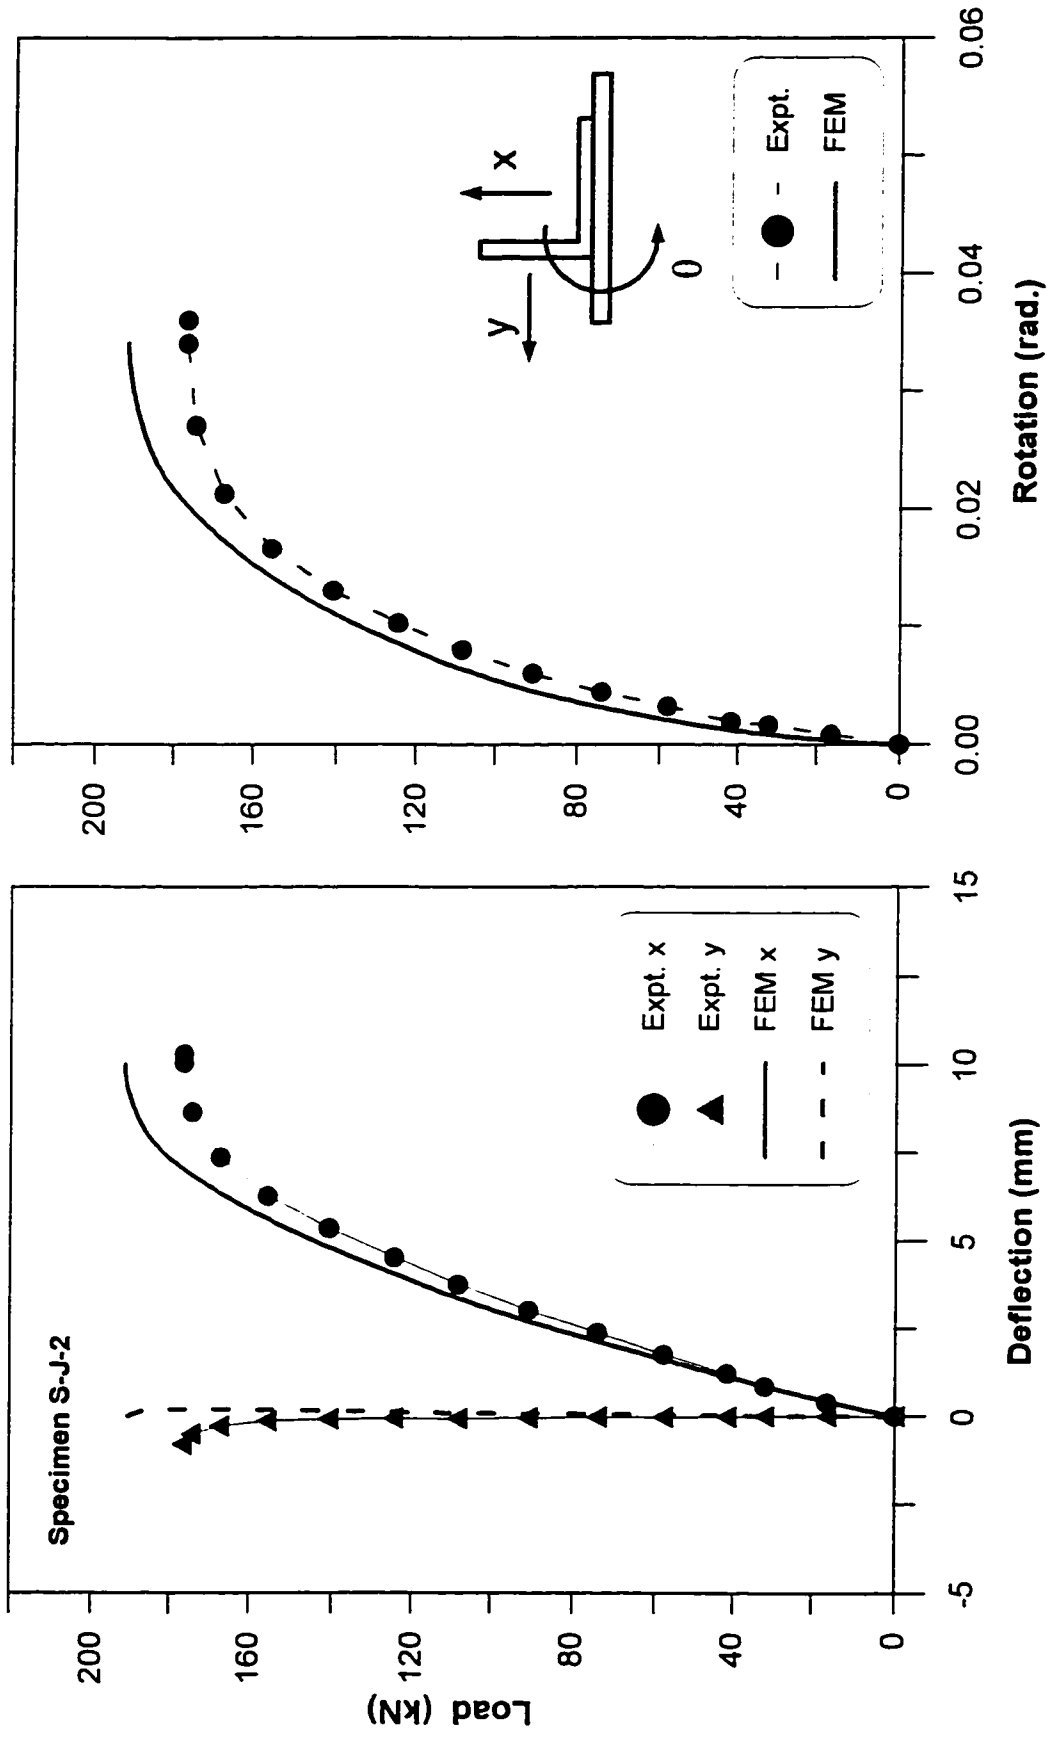 Specimen S-J-2
Load (kN)
200
160
120
80
40
0
-5
0
5
10
15
Deflection (mm)
Expt. x
Expt. y
FEM x
FEM y
200
160
120
80
40
0
0.00
0.02
0.04
0.06
Rotation (rad.)
y
x
θ
Expt.
FEM